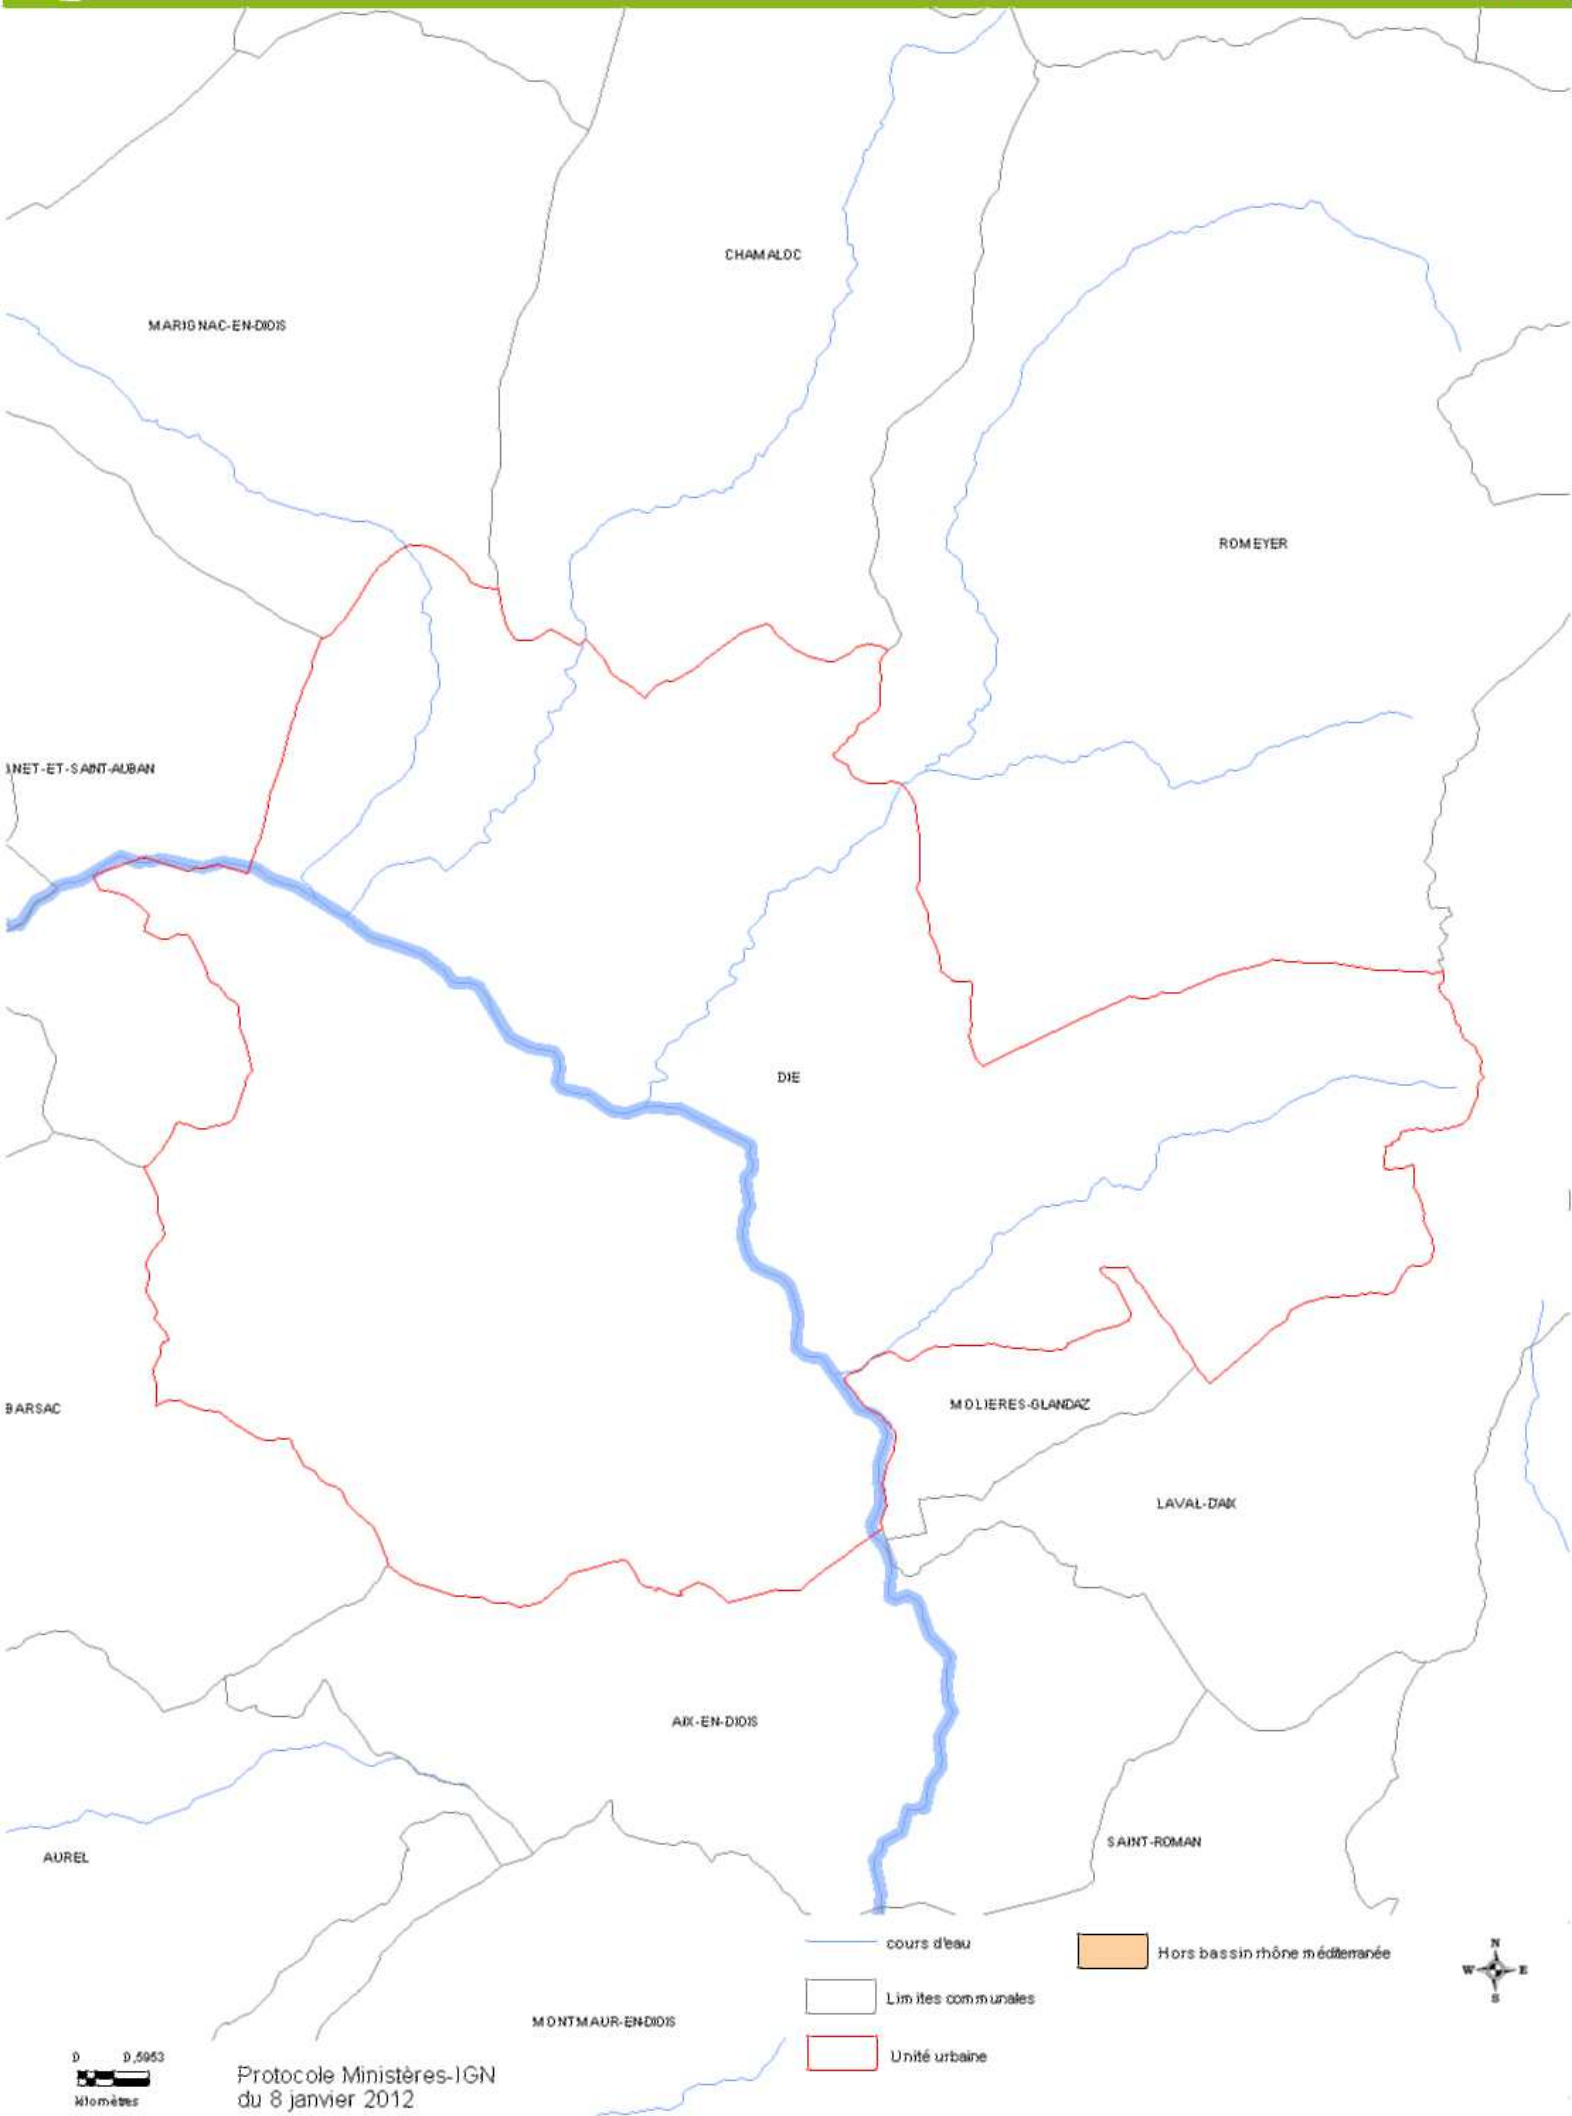 CHAMALOC
MARIGNAC-EN-DIOIS
ROMEYER
NET-ET-SAINT-AUBAN
DIE
BARSAC
MOLIERES-GLANDAZ
LAVAL-D'AIX
AIX-EN-DIOIS
SAINT-ROMAN
AUREL
cours d'eau
Hors bassin rhône méditerranée
N
W E
S
Limites communales
MONTMAUR-EN-DIOIS
Unité urbaine
0 0,5953
kilomètres
Protocole Ministères-IGN
du 8 janvier 2012